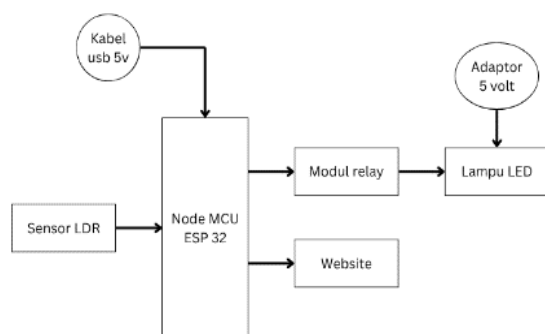 Kabel
usb 5v
Adaptor
5 volt
Modul relay
Lampu LED
Node MCU
ESP 32
Sensor LDR
Website